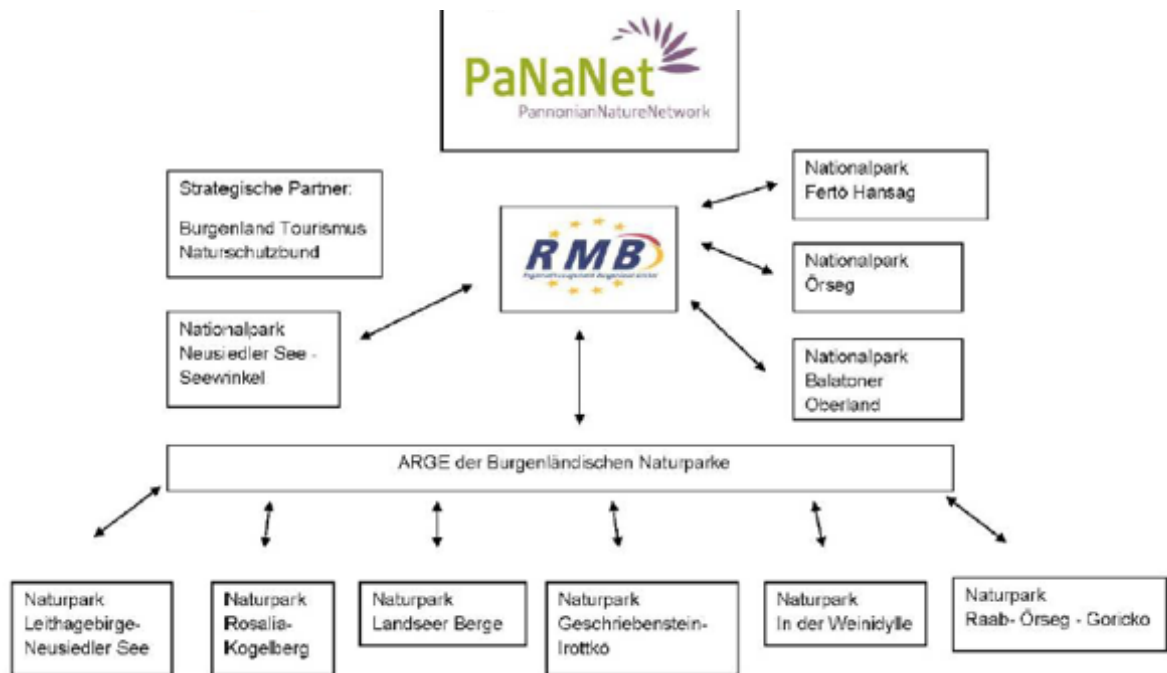 PaNaNet
PannonianNatureNetwork
Strategische Partner:
Burgenland Tourismus
Naturschutzbund
RMB
Nationalpark
Fertö Hansag
Nationalpark
Örseg
Nationalpark
Neusiedler See -
Seewinkel
Nationalpark
Balatoner
Oberland
ARGE der Burgenländischen Naturparke
Naturpark
Leithagebirge-
Neusiedler See
Naturpark
Rosalia-
Kogelberg
Naturpark
Landseer Berge
Naturpark
Geschriebenstein-
Irottkö
Naturpark
In der Weinidylle
Naturpark
Raab- Örseg - Goricko